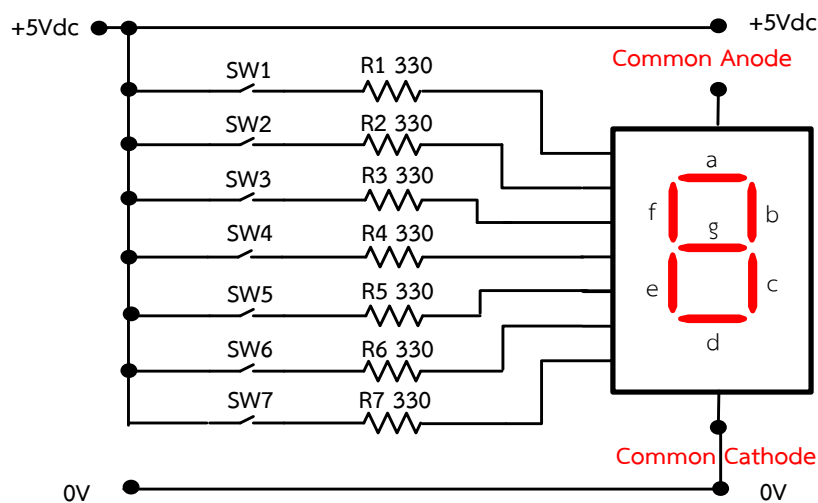 +5Vdc
+5Vdc
Common Anode
SW1
R1 330
SW2
R2 330
SW3
R3 330
SW4
R4 330
SW5
R5 330
SW6
R6 330
SW7
R7 330
a
f
b
g
e
c
d
Common Cathode
0V
0V